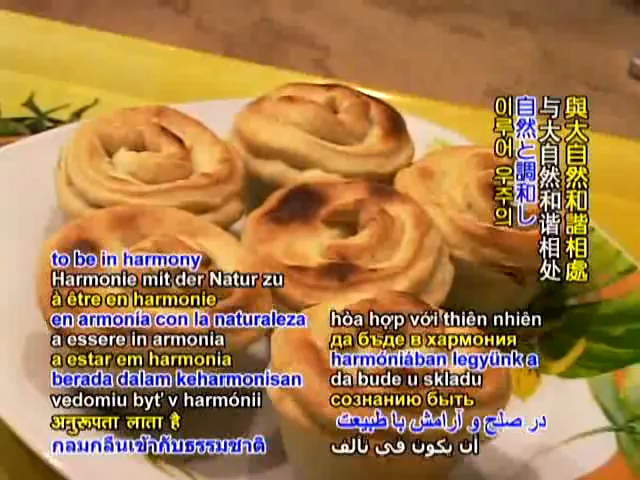 與大自然和諧相處
与大自然和谐相处
自然と調和し
이루어 우주의
to be in harmony
Harmonie mit der Natur zu
à être en harmonie
en armonía con la naturaleza
a essere in armonia
a estar em harmonia
berada dalam keharmonisan
vedomiu byť v harmónii
अनुरूपता लाता है
กลมกลืนเข้ากับธรรมชาติ
hòa hợp với thiên nhiên
да бъде в хармония
harmóniában legyünk a
da bude u skladu
сознанию быть
در صلح و آرامش با طبیعت
أن يكون في تآلف